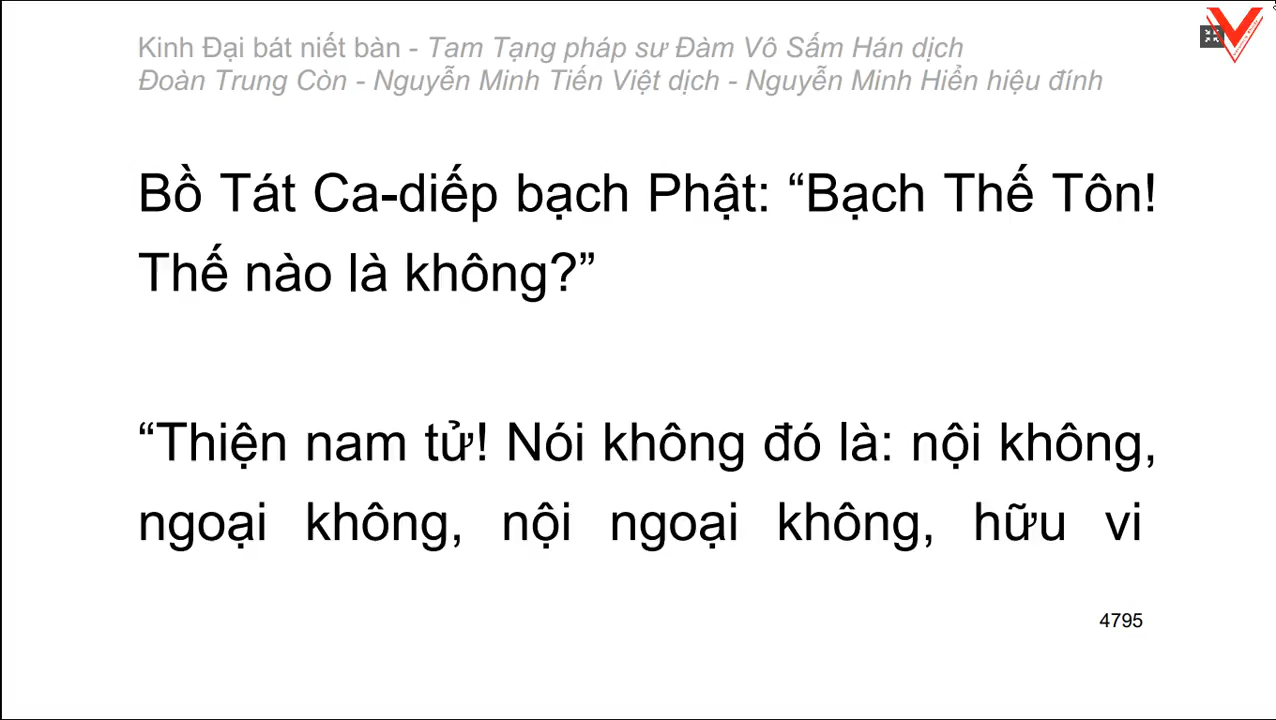 Kinh Đại bát niết bàn - Tam Tạng pháp sư Đàm Vô Sấm Hán dịch
Đoàn Trung Còn - Nguyễn Minh Tiến Việt dịch - Nguyễn Minh Hiển hiệu đính
Bồ Tát Ca-diếp bạch Phật: “Bạch Thế Tôn!
Thế nào là không?”
“Thiện nam tử! Nói không đó là: nội không,
ngoại không, nội ngoại không, hữu vi
4795